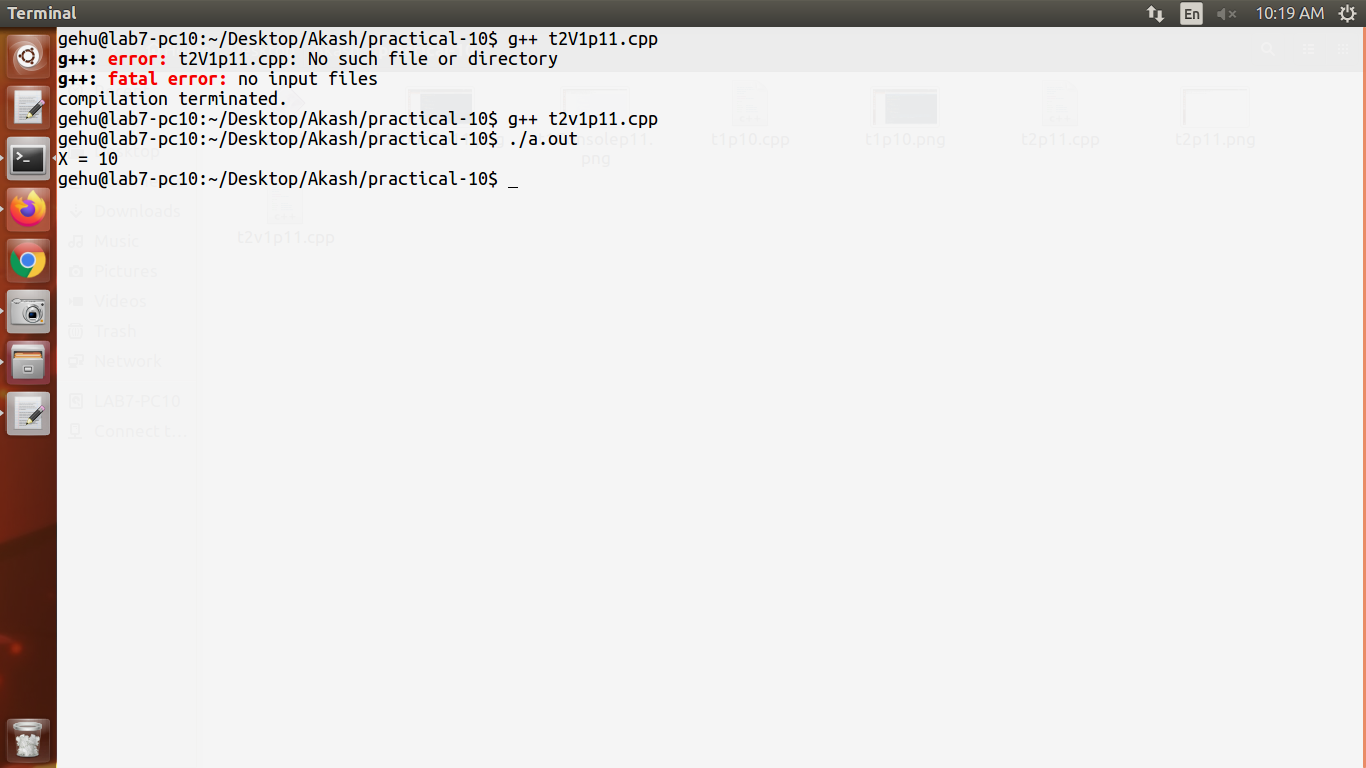 Terminal
En
10:19 AM
gehu@lab7-pc10:~/Desktop/Akash/practical-10$ g++ t2V1p11.cpp
g++: error: t2V1p11.cpp: No such file or directory
g++: fatal error: no input files
compilation terminated.
gehu@lab7-pc10:~/Desktop/Akash/practical-10$ g++ t2v1p11.cpp
gehu@lab7-pc10:~/Desktop/Akash/practical-10$ ./a.out
X = 10
gehu@lab7-pc10:~/Desktop/Akash/practical-10$ _
t1p10.cpp
t1p10.png
t2p11.cpp
t2p11.png
png
Downloads
Music
Pictures
Videos
Trash
Network
LAB7-PC10
Connect t...
t2v1p11.cpp